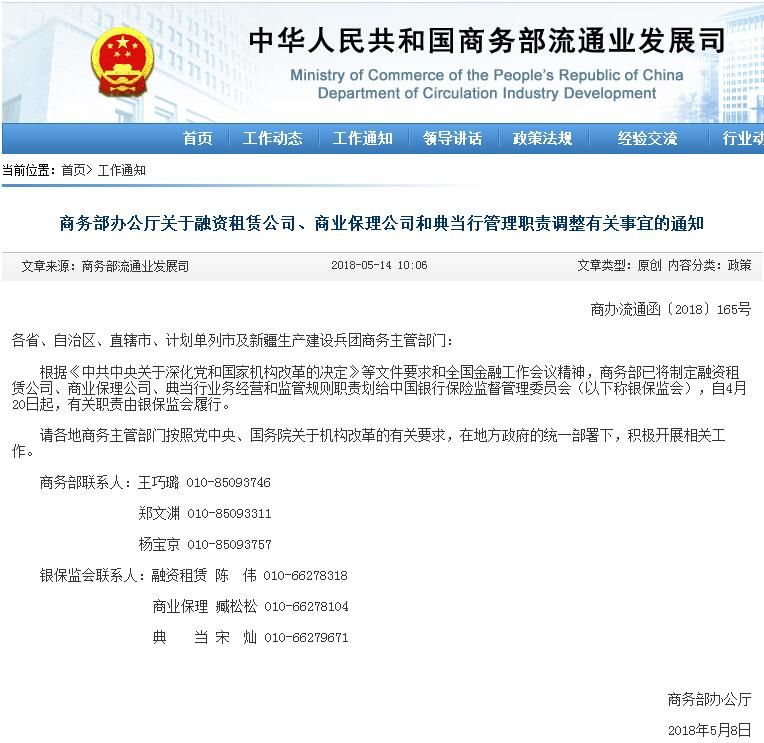 中华人民共和国商务部流通业发展司
Ministry of Commerce of the People's Republic of China
Department of Circulation Industry Development
首页 工作动态 工作通知 领导讲话 政策法规 经验交流 行业动
当前位置：首页> 工作通知
商务部办公厅关于融资租赁公司、商业保理公司和典当行管理职责调整有关事宜的通知
文章来源：商务部流通业发展司 2018-05-14 10:06 文章类型：原创 内容分类：政策
商办流通函〔2018〕165号
各省、自治区、直辖市、计划单列市及新疆生产建设兵团商务主管部门：
根据《中共中央关于深化党和国家机构改革的决定》等文件要求和全国金融工作会议精神，商务部已将制定融资租
赁公司、商业保理公司、典当行业务经营和监管规则职责划给中国银行保险监督管理委员会（以下称银保监会），自4月
20日起，有关职责由银保监会履行。
请各地商务主管部门按照党中央、国务院关于机构改革的有关要求，在地方政府的统一部署下，积极开展相关工
作。
商务部联系人：王巧璐 010-85093746
郑文渊 010-85093311
杨宝京 010-85093757
银保监会联系人：融资租赁 陈 伟 010-66278318
商业保理 臧松松 010-66278104
典 当 宋 灿 010-66279671
商务部办公厅
2018年5月8日